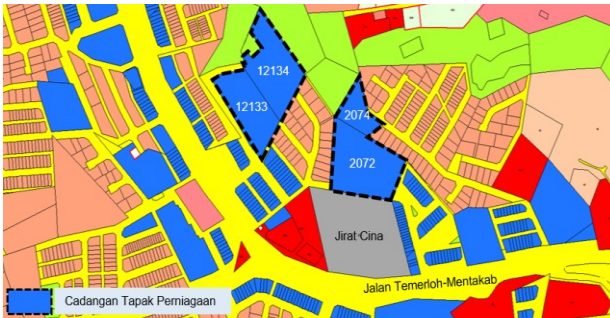 12134
12133
2074
2072
Jirat Cina
Jalan Temerloh-Mentakab
Cadangan Tapak Perniagaan